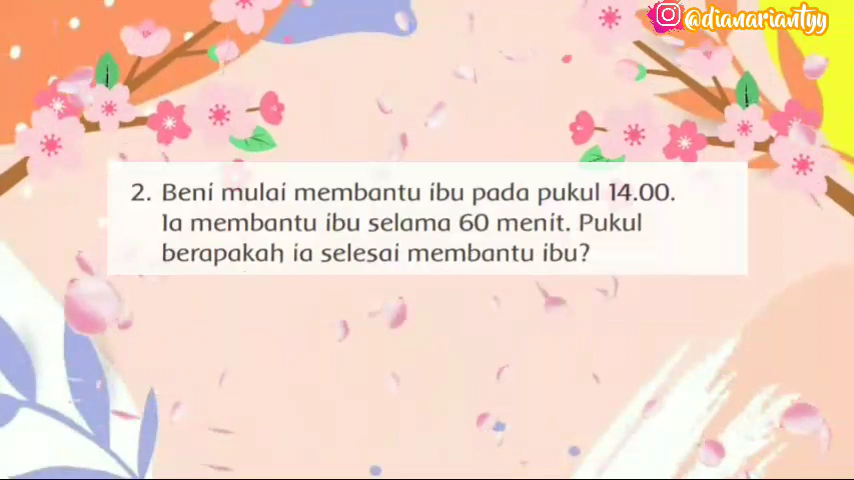 @dianariantyy
2. Beni mulai membantu ibu pada pukul 14.00.
Ia membantu ibu selama 60 menit. Pukul
berapakah ia selesai membantu ibu?